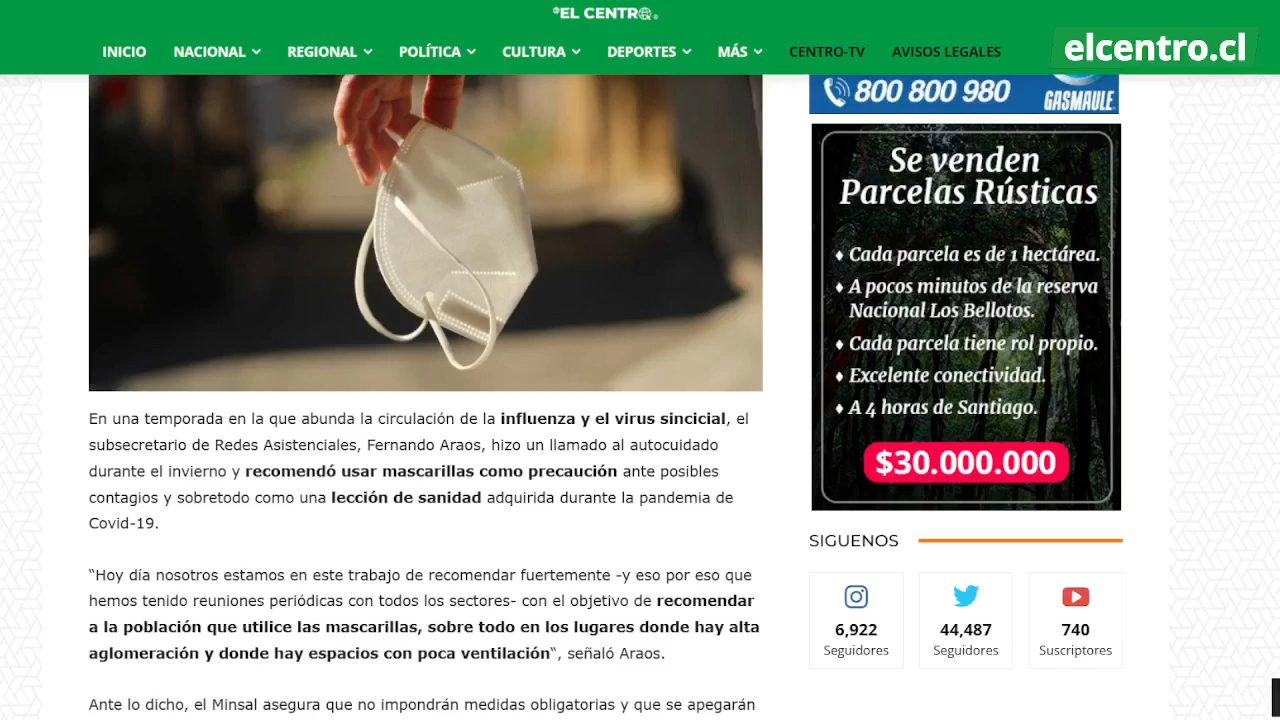 EL CENTRO
INICIO NACIONAL REGIONAL POLÍTICA CULTURA DEPORTES MÁS CENTRO-TV AVISOS LEGALES
elcentro.cl
En una temporada en la que abunda la circulación de la influenza y el virus sincicial, el
subsecretario de Redes Asistenciales, Fernando Araos, hizo un llamado al autocuidado
durante el invierno y recomendó usar mascarillas como precaución ante posibles
contagios y sobretodo como una lección de sanidad adquirida durante la pandemia de
Covid-19.
“Hoy día nosotros estamos en este trabajo de recomendar fuertemente -y eso por eso que
hemos tenido reuniones periódicas con todos los sectores- con el objetivo de recomendar
a la población que utilice las mascarillas, sobre todo en los lugares donde hay alta
aglomeración y donde hay espacios con poca ventilación“, señaló Araos.
Ante lo dicho, el Minsal asegura que no impondrán medidas obligatorias y que se apegarán
800 800 980
GASMAULE
Se venden
Parcelas Rústicas
♦ Cada parcela es de 1 hectárea.
♦ A pocos minutos de la reserva
Nacional Los Bellotos.
♦ Cada parcela tiene rol propio.
♦ Excelente conectividad.
♦ A 4 horas de Santiago.
$30.000.000
SIGUENOS
6,922 44,487 740
Seguidores Seguidores Suscriptores